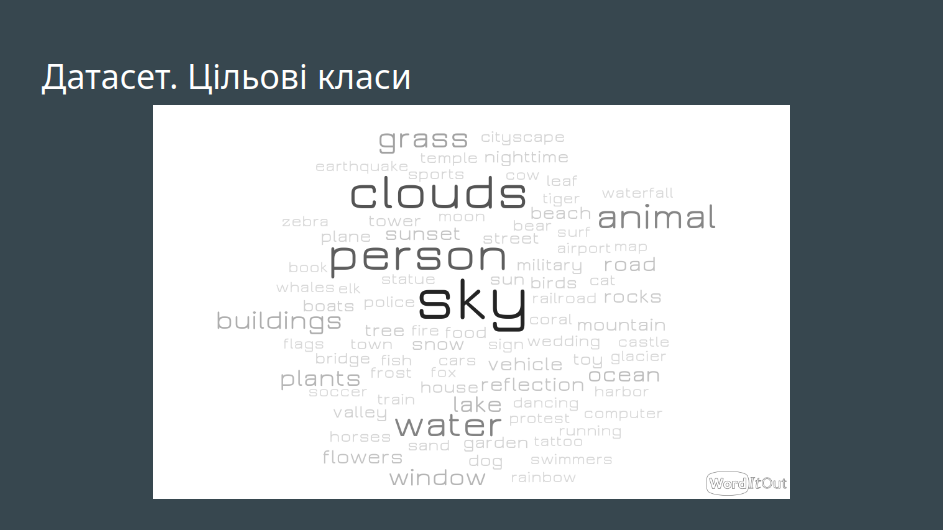 Датасет. Цільові класи
grass cityscape
earthquake temple nighttime
sports cow leaf
clouds tiger waterfall
zebra tower moon beach animal
plane sunset street bear surf
person airport map
book military road
whales elk statue sun birds cat
boats police sky railroad rocks
buildings coral mountain
tree fire food
flags town snow sign wedding castle
bridge fish cars vehicle toy glacier
plants frost fox ocean
soccer house reflection harbor
train lake dancing
valley water protest computer
horses running
sand garden tattoo
flowers dog swimmers
window rainbow
WordItOut